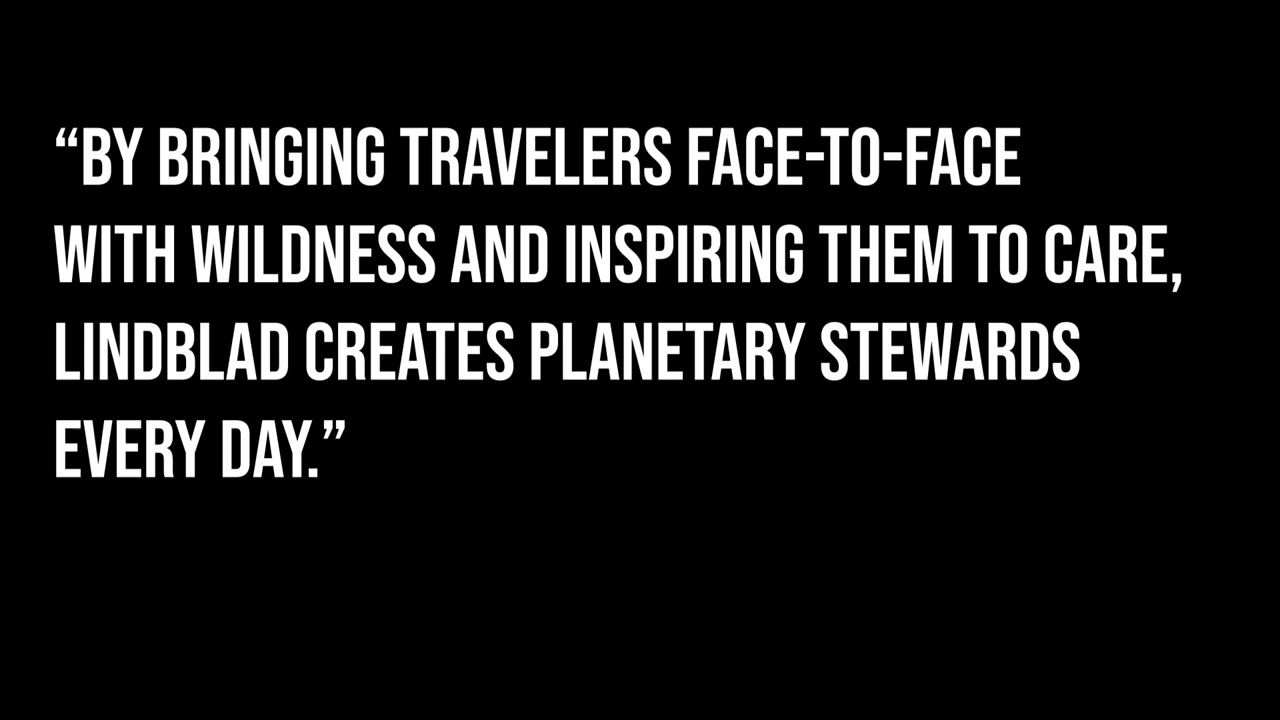 “BY BRINGING TRAVELERS FACE-TO-FACE
WITH WILDNESS AND INSPIRING THEM TO CARE,
LINDBLAD CREATES PLANETARY STEWARDS
EVERY DAY.”